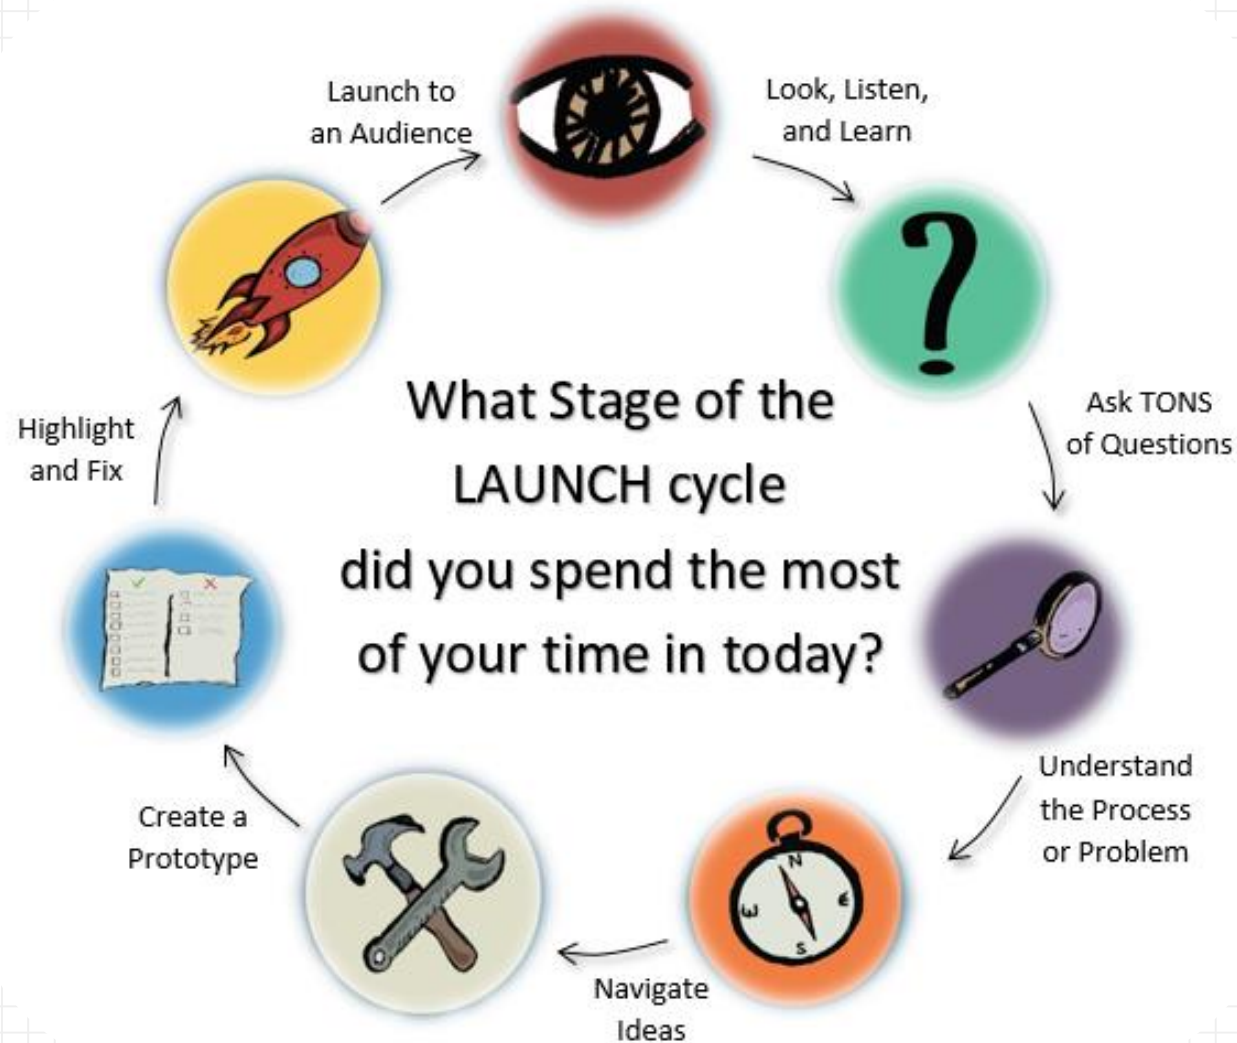 Launch to
an Audience
Look, Listen,
and Learn
Ask TONS
of Questions
Highlight
and Fix
What Stage of the
LAUNCH cycle
did you spend the most
of your time in today?
Understand
the Process
or Problem
Create a
Prototype
N
W
E
S
Navigate
Ideas